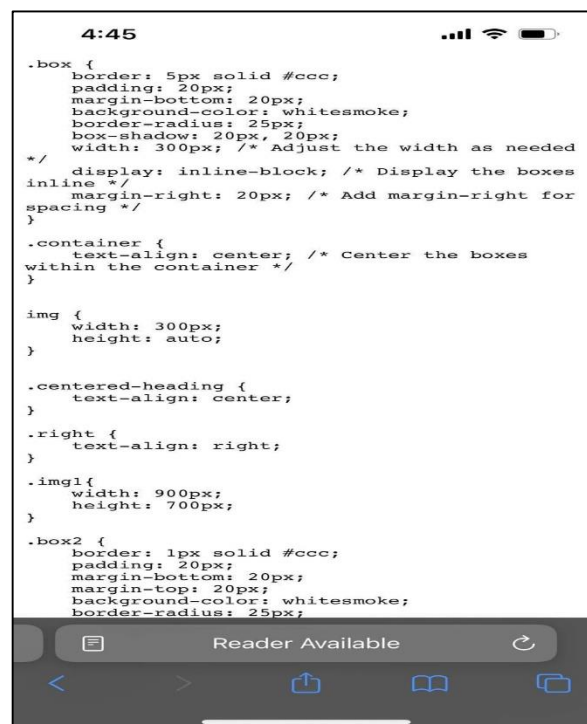 4:45
.box {
border: 5px solid #ccc;
padding: 20px;
margin-bottom: 20px;
background-color: whitesmoke;
border-radius: 25px;
box-shadow: 20px, 20px;
width: 300px; /* Adjust the width as needed
*/
display: inline-block; /* Display the boxes
inline */
margin-right: 20px; /* Add margin-right for
spacing */
}
.container {
text-align: center; /* Center the boxes
within the container */
}
img {
width: 300px;
height: auto;
}
.centered-heading {
text-align: center;
}
.right {
text-align: right;
}
.img1{
width: 900px;
height: 700px;
}
.box2 {
border: 1px solid #ccc;
padding: 20px;
margin-bottom: 20px;
margin-top: 20px;
background-color: whitesmoke;
border-radius: 25px;
Reader Available